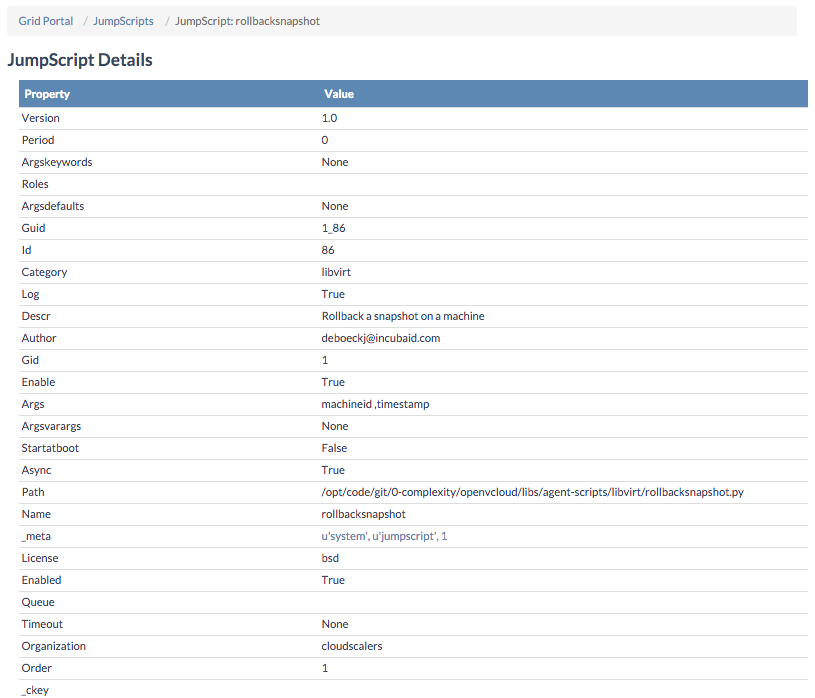 Grid Portal / JumpScripts / JumpScript: rollbacksnapshot
JumpScript Details
Property Value
Version 1.0
Period 0
Argskeywords None
Roles
Argsdefaults None
Guid 1_86
Id 86
Category libvirt
Log True
Descr Rollback a snapshot on a machine
Author deboeckj@incubaid.com
Gid 1
Enable True
Args machineid ,timestamp
Argsvarargs None
Startatboot False
Async True
Path /opt/code/git/0-complexity/openvcloud/libs/agent-scripts/libvirt/rollbacksnapshot.py
Name rollbacksnapshot
_meta u'system', u'jumpscript', 1
License bsd
Enabled True
Queue
Timeout None
Organization cloudscalers
Order 1
_ckey